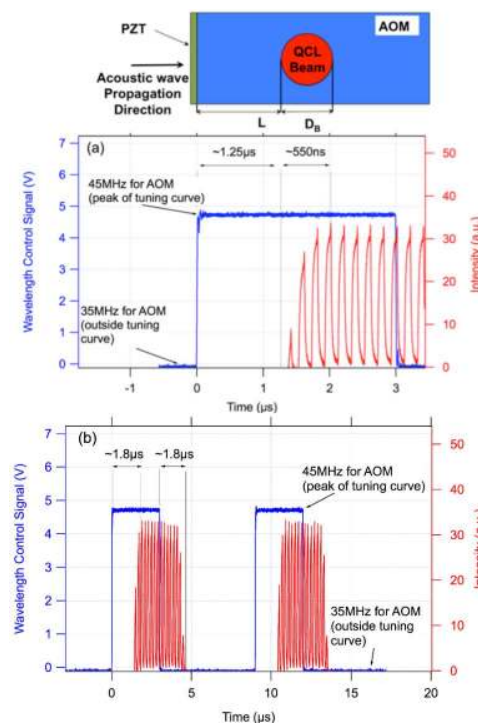 PZT
AOM
QCL
Beam
Acoustic wave
Propagation
Direction
L
D_B
(a)
~1.25µs
~550ns
45MHz for AOM
(peak of tuning curve)
35MHz for AOM
(outside tuning
curve)
Wavelength Control Signal (V)
7
6
5
4
3
2
1
0
Intensity (a.u.)
50
40
30
20
10
0
-1
0
1
2
3
Time (µs)
(b)
~1.8µs
~1.8µs
45MHz for AOM
(peak of tuning curve)
35MHz for AOM
(outside tuning
curve)
Wavelength Control Signal (V)
7
6
5
4
3
2
1
0
Intensity (a.u.)
50
40
30
20
10
0
0
5
10
15
20
Time (µs)